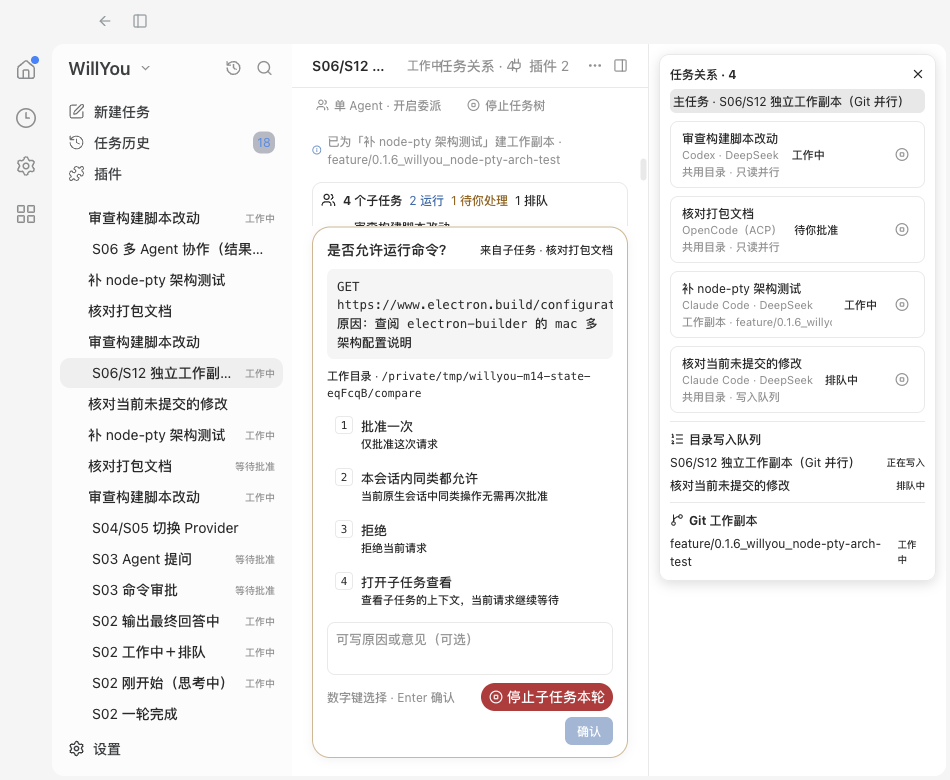 WillYou
新建任务
任务历史
18
插件
审查构建脚本改动
工作中
S06 多 Agent 协作（结果...
补 node-pty 架构测试
核对打包文档
审查构建脚本改动
S06/S12 独立工作副...
工作中
核对当前未提交的修改
补 node-pty 架构测试
工作中
核对打包文档
等待批准
审查构建脚本改动
工作中
S04/S05 切换 Provider
S03 Agent 提问
等待批准
S03 命令审批
等待批准
S02 输出最终回答中
工作中
S02 工作中＋排队
工作中
S02 刚开始（思考中）
工作中
S02 一轮完成
设置
S06/S12 ...
工作中
任务关系 · 4
插件 2
单 Agent · 开启委派
停止任务树
已为「补 node-pty 架构测试」建工作副本 ·
feature/0.1.6_willyou_node-pty-arch-test
4 个子任务 2 运行 1 待你处理 1 排队
是否允许运行命令？
来自子任务 · 核对打包文档
GET
https://www.electron.build/configurat
原因：查阅 electron-builder 的 mac 多
架构配置说明
工作目录 · /private/tmp/willyou-m14-state-
eqFcqB/compare
1 批准一次
仅批准这次请求
2 本会话内同类都允许
当前原生会话中同类操作无需再次批准
3 拒绝
拒绝当前请求
4 打开子任务查看
查看子任务的上下文，当前请求继续等待
可写原因或意见（可选）
数字键选择 · Enter 确认
停止子任务本轮
确认
任务关系 · 4
主任务 · S06/S12 独立工作副本（Git 并行）
审查构建脚本改动
Codex · DeepSeek 工作中
共用目录 · 只读并行
核对打包文档
OpenCode（ACP） 待你批准
共用目录 · 只读并行
补 node-pty 架构测试
Claude Code · DeepSeek 工作中
工作副本 · feature/0.1.6_willyo
核对当前未提交的修改
Claude Code · DeepSeek 排队中
共用目录 · 写入队列
目录写入队列
S06/S12 独立工作副本（Git 并行）
正在写入
核对当前未提交的修改
排队中
Git 工作副本
feature/0.1.6_willyou_node-pty-arch-
test
工作
中